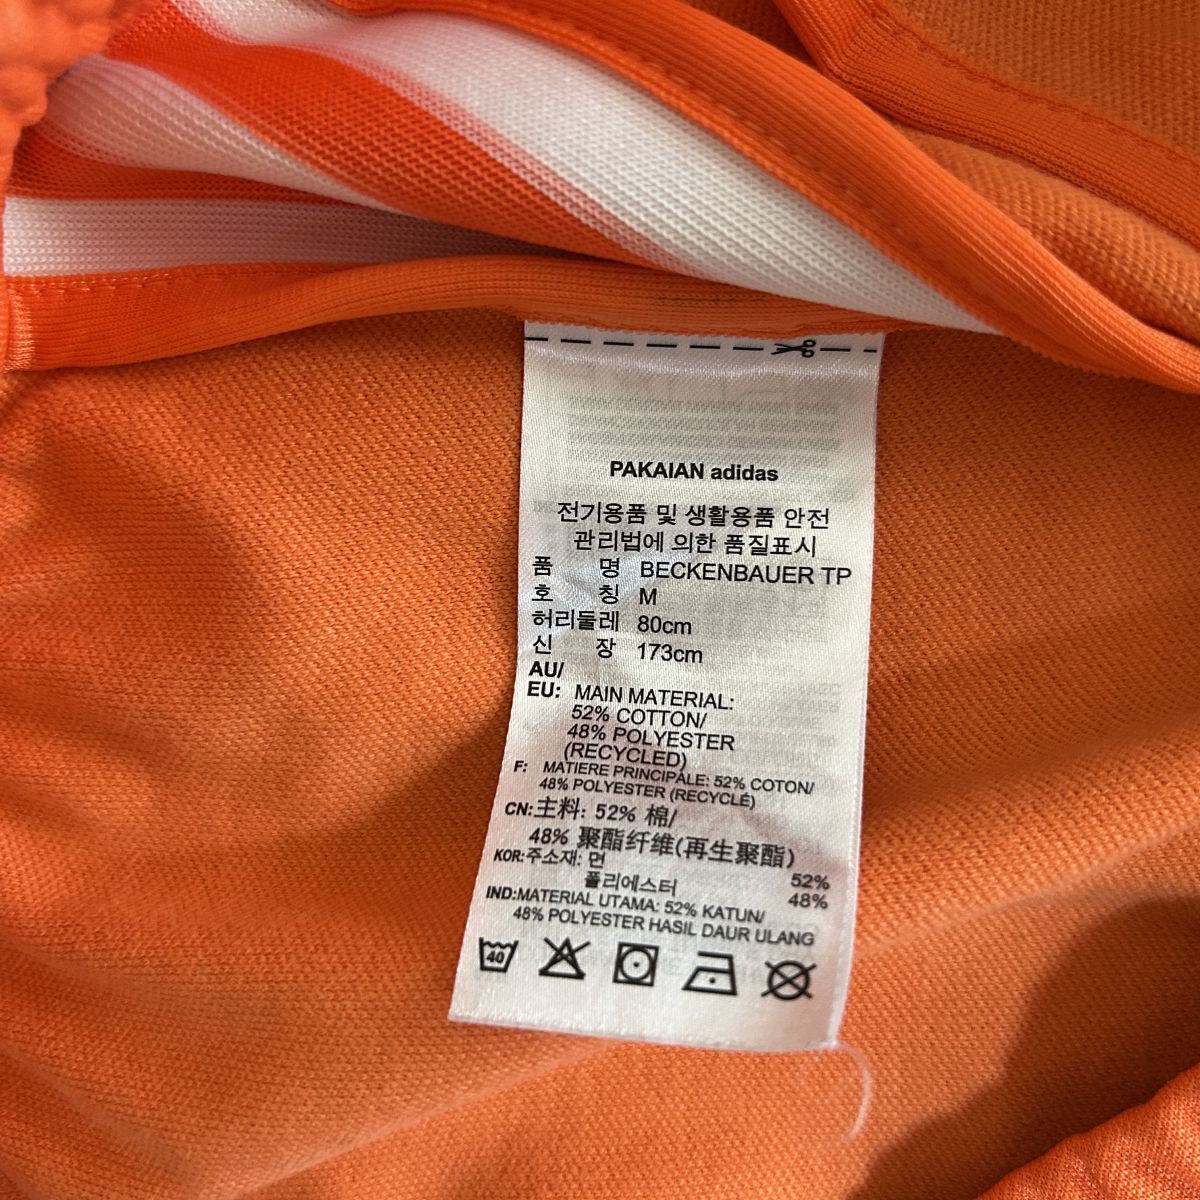 PAKAIAN adidas
전기용품 및 생활용품 안전
관리법에 의한 품질표시
품 명 BECKENBAUER TP
호 칭 M
허리둘레 80cm
신 장 173cm
AU/
EU: MAIN MATERIAL:
52% COTTON/
48% POLYESTER
(RECYCLED)
F: MATIERE PRINCIPALE: 52% COTON/
48% POLYESTER (RECYCLÉ)
CN:主料: 52% 棉/
48% 聚酯纤维(再生聚酯)
KOR:주소재: 면 52%
폴리에스터 48%
IND:MATERIAL UTAMA: 52% KATUN/
48% POLYESTER HASIL DAUR ULANG
40